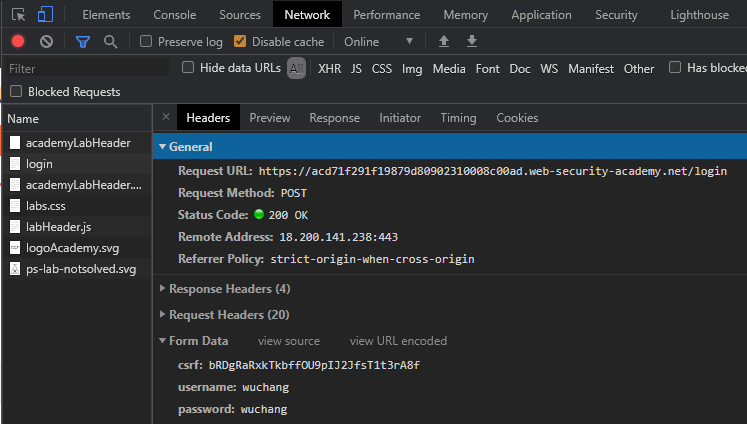 Elements Console Sources Network Performance Memory Application Security Lighthouse
Preserve log Disable cache Online
Filter Hide data URLs All XHR JS CSS Img Media Font Doc WS Manifest Other Has blocked
Blocked Requests
Name × Headers Preview Response Initiator Timing Cookies
academyLabHeader
login
academyLabHeader....
labs.css
labHeader.js
logoAcademy.svg
ps-lab-notsolved.svg
General
Request URL: https://acd71f291f19879d80902310008c00ad.web-security-academy.net/login
Request Method: POST
Status Code: 200 OK
Remote Address: 18.200.141.238:443
Referrer Policy: strict-origin-when-cross-origin
Response Headers (4)
Request Headers (20)
Form Data view source view URL encoded
csrf: bRDgRaRxkTkbffOU9pIJ2JfsT1t3rA8f
username: wuchang
password: wuchang